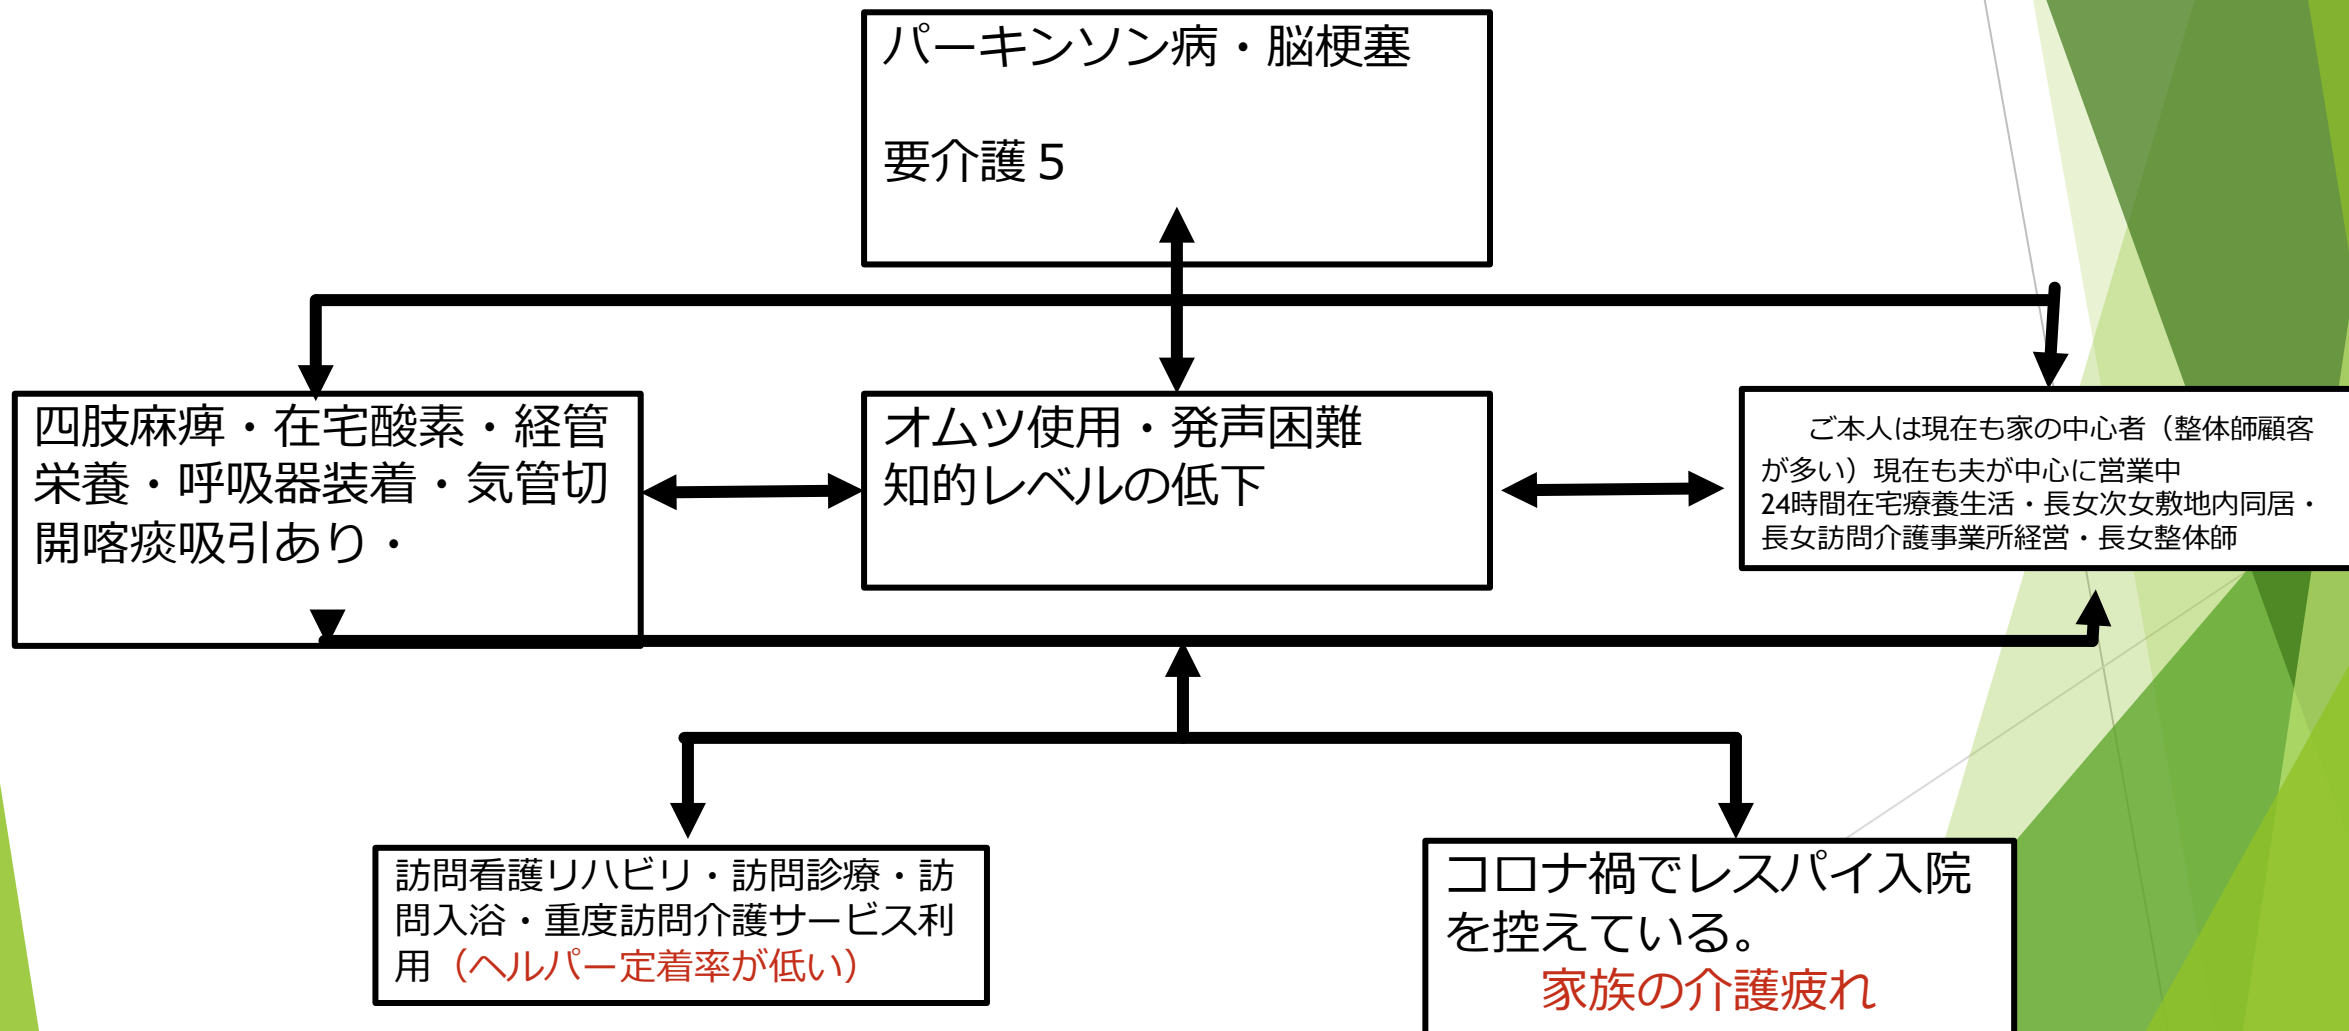 パーキンソン病・脳梗塞
要介護５
四肢麻痺・在宅酸素・経管
栄養・呼吸器装着・気管切
開喀痰吸引あり・
オムツ使用・発声困難
知的レベルの低下
ご本人は現在も家の中心者（整体師顧客
が多い）現在も夫が中心に営業中
24時間在宅療養生活・長女次女敷地内同居・
長女訪問介護事業所経営・長女整体師
訪問看護リハビリ・訪問診療・訪
問入浴・重度訪問介護サービス利
用（ヘルパー定着率が低い）
コロナ禍でレスパイ入院
を控えている。
家族の介護疲れ